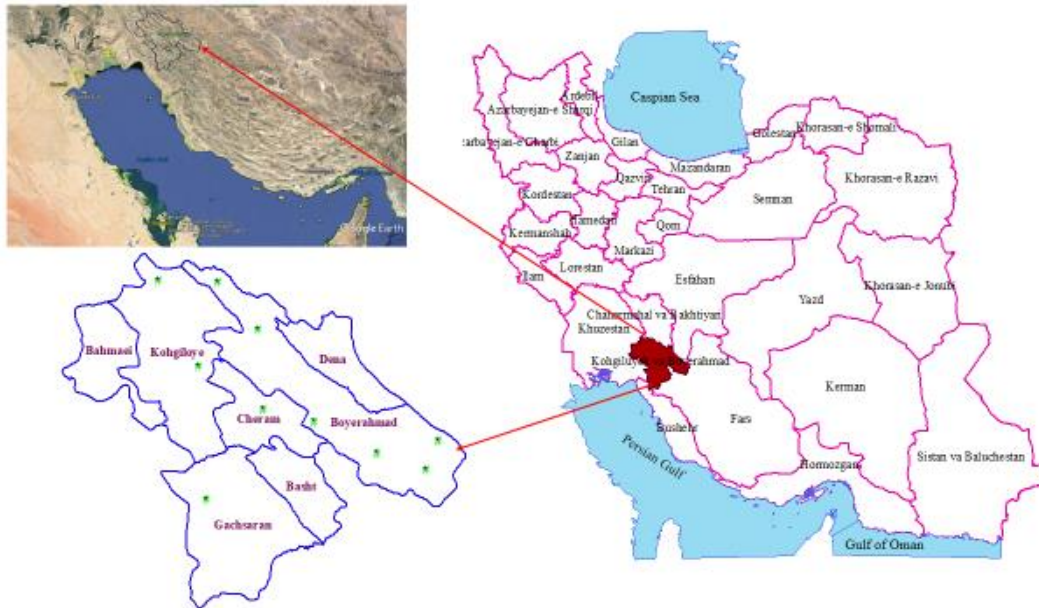 Google Earth
Caspian Sea
Ardebil
Azarbayejan-e Sharqi
Golestan
Khorasan-e Shomali
Gilan
Zanjan
Mazandaran
Khorasan-e Razavi
Qazvin
Tehran
Kordestan
Semnan
Hamedan
Qom
Kermanshah
Markazi
Lorestan
Ilam
Esfahan
Khorasan-e Jonubi
Yazd
Chaharmahal va Bakhtiyari
Khuzestan
Kerman
Fars
Bushehr
Persian Gulf
Hormozgan
Sistan va Baluchestan
Gulf of Oman
Bahmaei
Kohgiloye
Dena
Choram
Boyerahmad
Basht
Gachsaran